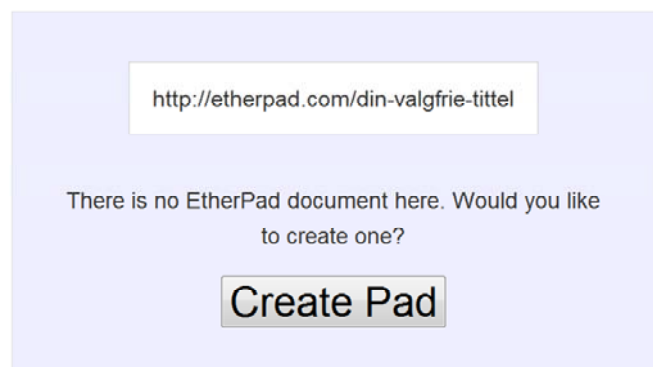 http://etherpad.com/din-valgfrie-tittel
There is no EtherPad document here. Would you like
to create one?
Create Pad